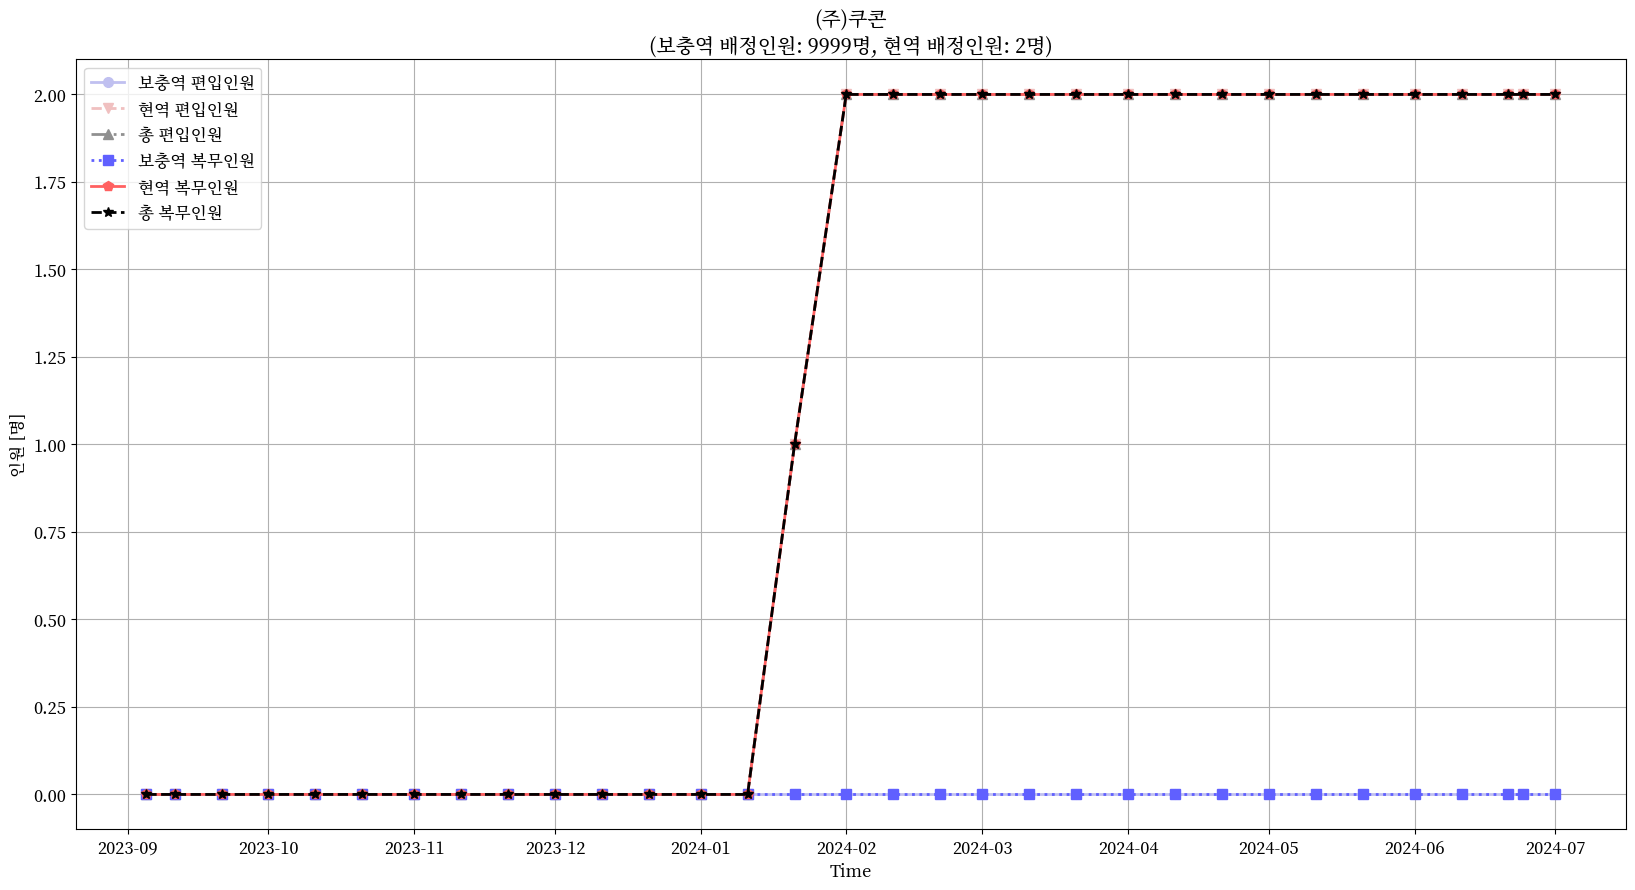 (주)쿠콘
(보충역 배정인원: 9999명, 현역 배정인원: 2명)
보충역 편입인원
현역 편입인원
총 편입인원
보충역 복무인원
현역 복무인원
총 복무인원
인원 [명]
2.00
1.75
1.50
1.25
1.00
0.75
0.50
0.25
0.00
2023-09 2023-10 2023-11 2023-12 2024-01 2024-02 2024-03 2024-04 2024-05 2024-06 2024-07
Time